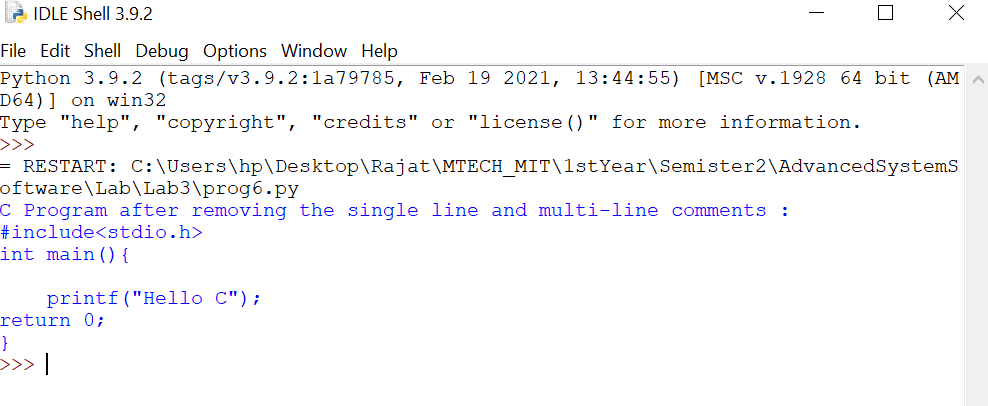 IDLE Shell 3.9.2
File Edit Shell Debug Options Window Help
Python 3.9.2 (tags/v3.9.2:1a79785, Feb 19 2021, 13:44:55) [MSC v.1928 64 bit (AM
D64)] on win32
Type "help", "copyright", "credits" or "license()" for more information.
>>>
= RESTART: C:\Users\hp\Desktop\Rajat\MTECH_MIT\1stYear\Semister2\AdvancedSystemS
oftware\Lab\Lab3\prog6.py
C Program after removing the single line and multi-line comments :
#include<stdio.h>
int main(){

    printf("Hello C");
return 0;
}
>>>